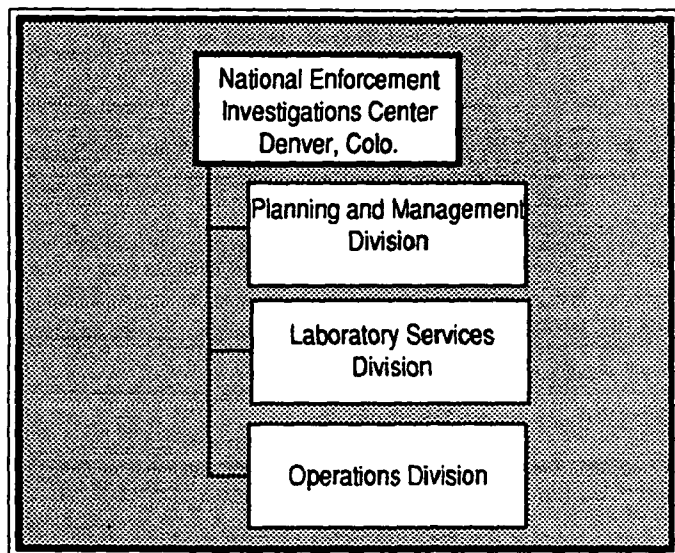 National Enforcement
Investigations Center
Denver, Colo.
Planning and Management
Division
Laboratory Services
Division
Operations Division